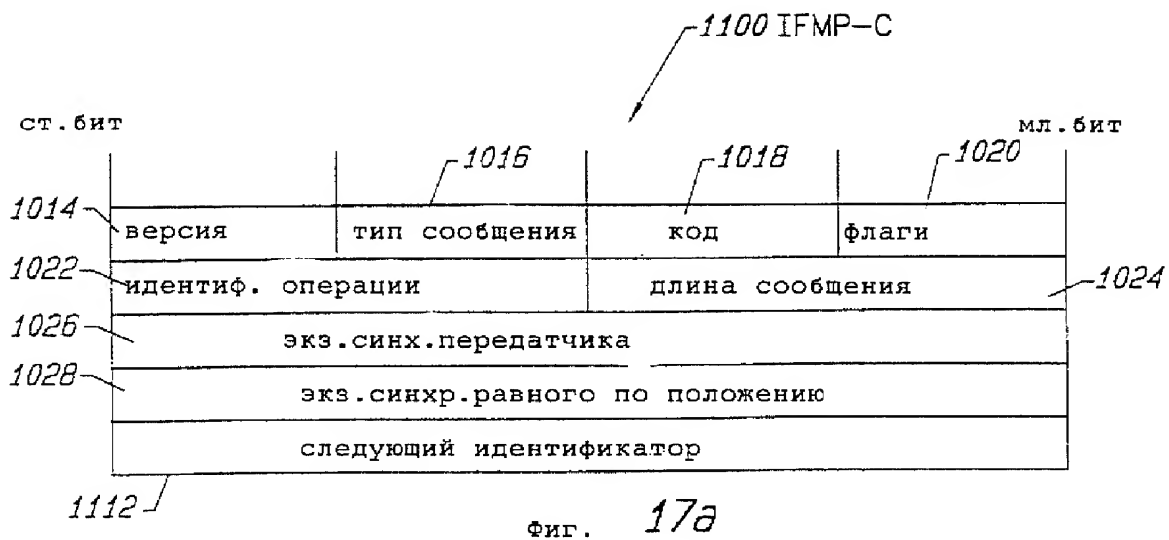 1100 IFMP-C
ст.бит
мл.бит
1016
1018
1020
1014
версия тип сообщения код флаги
1022
идентиф. операции длина сообщения
1024
1026
экз.синх.передатчика
1028
экз.синхр.равного по положению
следующий идентификатор
1112
Фиг. 17д